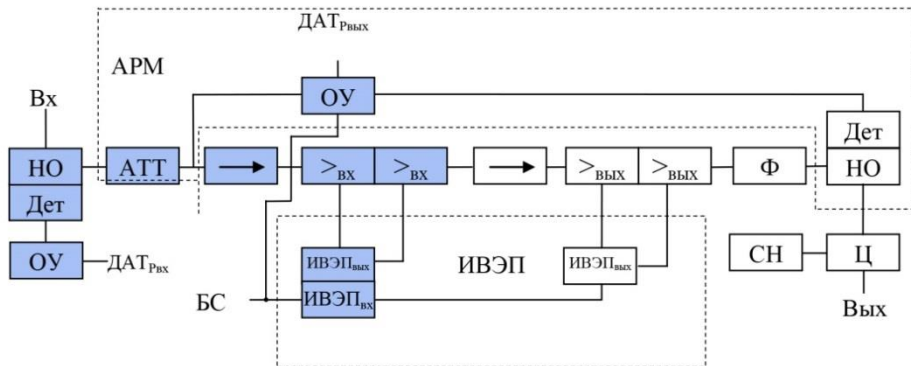 ДАТРвых
АРМ
Вх
ОУ
Дет
НО
АТТ
>вх
>вх
>вых
>вых
Ф
НО
Дет
ОУ
ДАТРвх
ИВЭПвых
ИВЭП
ИВЭПвых
СН
Ц
БС
ИВЭПвх
Вых